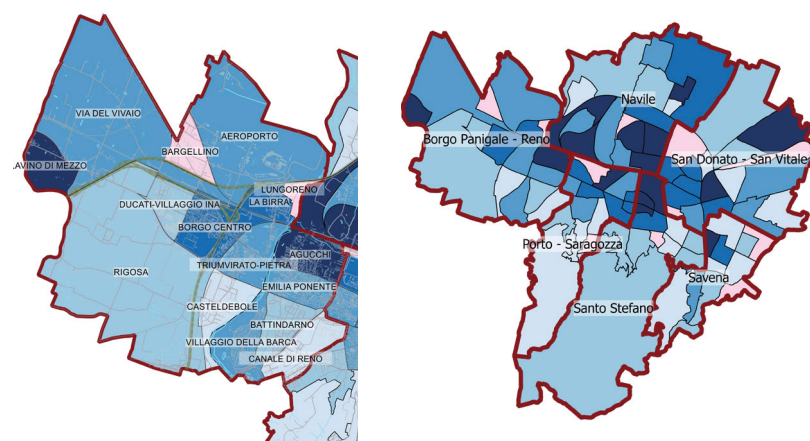 VIA DEL VIVAIO
AEROPORTO
BARGELLINO
LAVINO DI MEZZO
LUNGORENO
DUCATI-VILLAGGIO INA
LA BIRRA
BORGO CENTRO
AGUCCHI
TRIUMVIRATO-PIETRA
RIGOSA
EMILIA PONENTE
CASTELDEBOLE
BATTINDARNO
VILLAGGIO DELLA BARCA
CANALE DI RENO
Navile
Borgo Panigale - Reno
San Donato - San Vitale
Porto - Saragozza
Savena
Santo Stefano